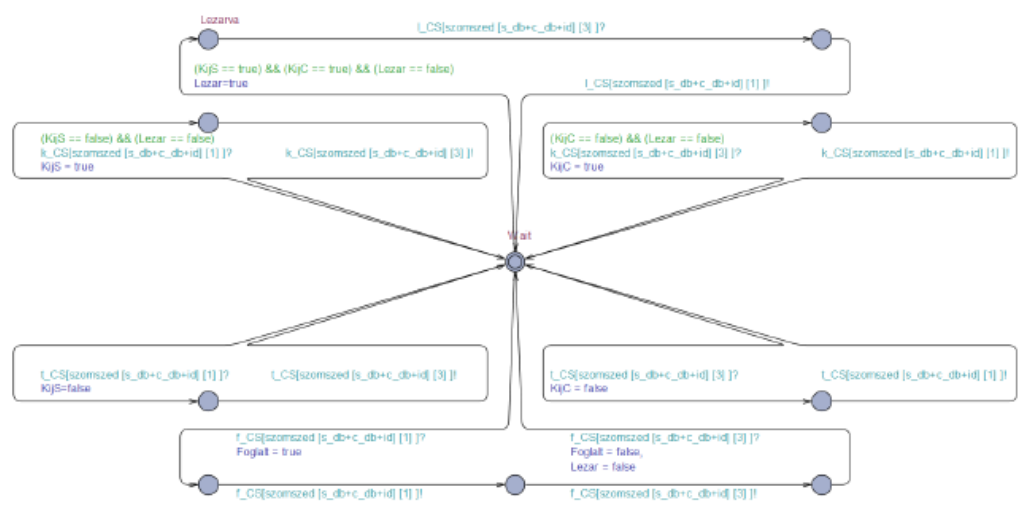 Lezarva
l_CS[szomszed [s_db+c_db+id] [3] ]?
(KijS == true) && (KijC == true) && (Lezar == false)
Lezar=true
l_CS[szomszed [s_db+c_db+id] [1] ]!
(KijS == false) && (Lezar == false)
k_CS[szomszed [s_db+c_db+id] [1] ]?
k_CS[szomszed [s_db+c_db+id] [3] ]!
KijS = true
(KijC == false) && (Lezar == false)
k_CS[szomszed [s_db+c_db+id] [3] ]?
k_CS[szomszed [s_db+c_db+id] [1] ]!
KijC = true
Wait
t_CS[szomszed [s_db+c_db+id] [1] ]?
t_CS[szomszed [s_db+c_db+id] [3] ]!
KijS=false
t_CS[szomszed [s_db+c_db+id] [3] ]?
t_CS[szomszed [s_db+c_db+id] [1] ]!
KijC = false
f_CS[szomszed [s_db+c_db+id] [1] ]?
Foglalt = true
f_CS[szomszed [s_db+c_db+id] [3] ]?
Foglalt = false,
Lezar = false
f_CS[szomszed [s_db+c_db+id] [1] ]!
f_CS[szomszed [s_db+c_db+id] [3] ]!